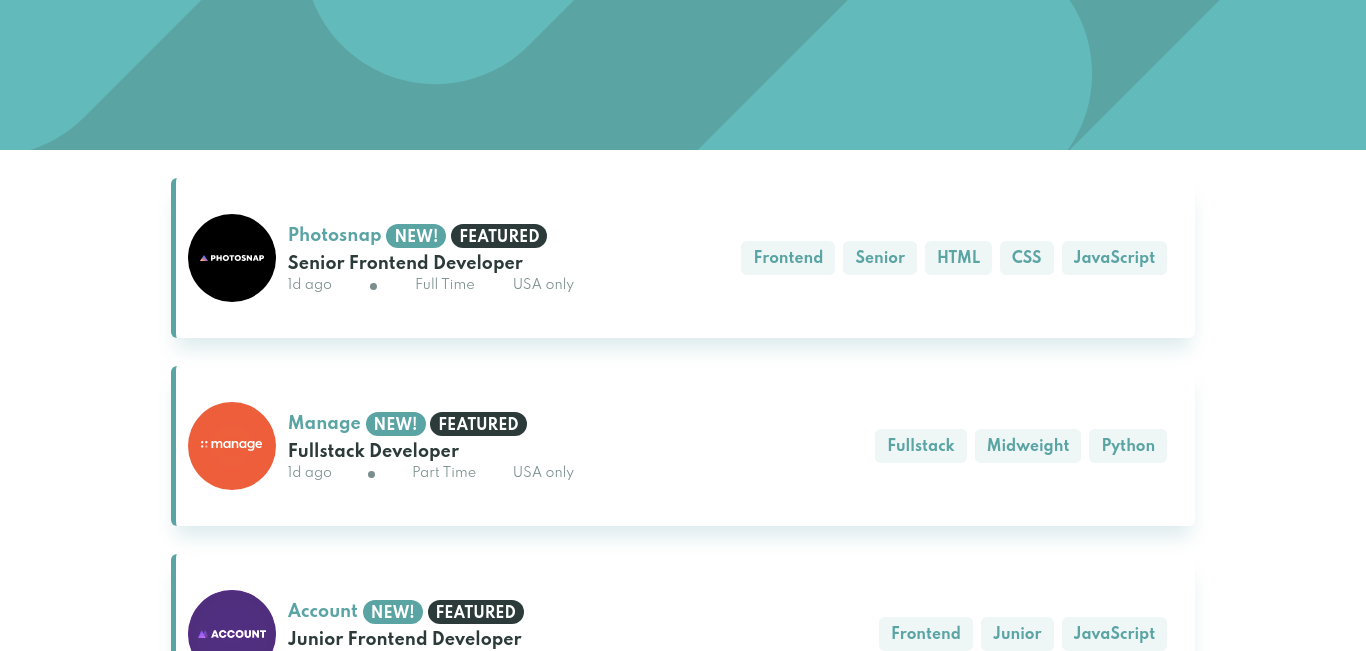 PHOTOSNAP
Photosnap NEW! FEATURED
Senior Frontend Developer
1d ago • Full Time USA only
Frontend Senior HTML CSS JavaScript
manage
Manage NEW! FEATURED
Fullstack Developer
1d ago • Part Time USA only
Fullstack Midweight Python
ACCOUNT
Account NEW! FEATURED
Junior Frontend Developer
Frontend Junior JavaScript